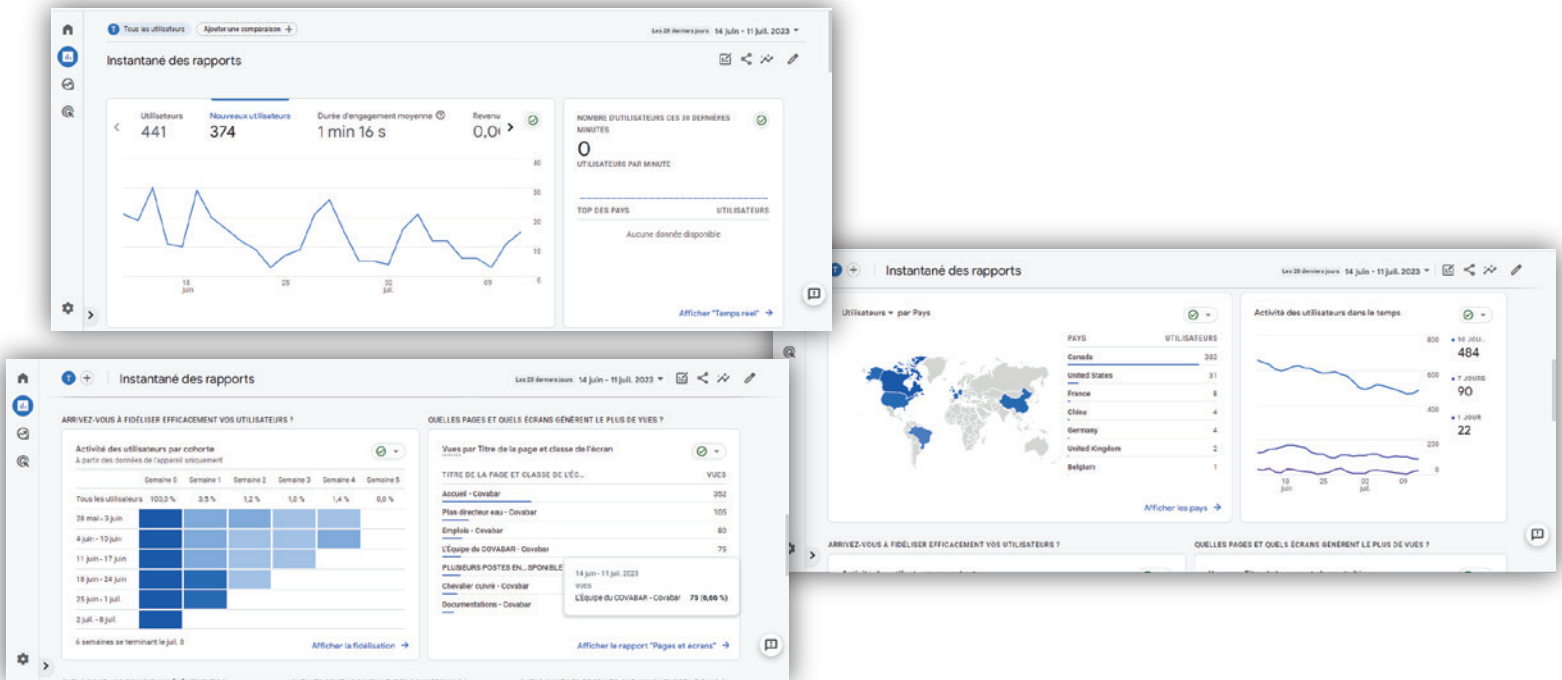 Tous les utilisateurs
Ajouter une comparaison +
Les 28 derniers jours 14 juin - 11 juil. 2023
Instantané des rapports
Utilisateurs
441
Nouveaux utilisateurs
374
Durée d'engagement moyenne
1 min 16 s
Revenu
40
30
20
10
0
18
juin
25
02
juil.
09
NOMBRE D'UTILISATEURS CES 30 DERNIÈRES
MINUTES
0
UTILISATEURS PAR MINUTE
TOP DES PAYS UTILISATEURS
Aucune donnée disponible
Afficher "Temps réel" →
Instantané des rapports
Les 28 derniers jours 14 juin - 11 juil. 2023
Utilisateurs par Pays
PAYS UTILISATEURS
Canada
United States 31
France 8
China 4
Germany 4
United Kingdom 2
Belgium 1
Afficher les pays →
Activité des utilisateurs dans le temps
800
600
400
200
0
18
juin
25
02
juil.
09
484
7 JOURS
90
1 JOUR
22
ARRIVEZ-VOUS À FIDÉLISER EFFICACEMENT VOS UTILISATEURS ?
QUELLES PAGES ET QUELS ÉCRANS GÉNÈRENT LE PLUS DE VUES ?
Instantané des rapports
Les 28 derniers jours 14 juin - 11 juil. 2023
ARRIVEZ-VOUS À FIDÉLISER EFFICACEMENT VOS UTILISATEURS ?
Activité des utilisateurs par cohorte
À partir des données de l'appareil uniquement
Semaine 0 Semaine 1 Semaine 2 Semaine 3 Semaine 4 Semaine 5
Tous les utilisateurs 100,0 % 3,5 % 1,2 % 1,0 % 1,4 % 0,0 %
28 mai - 3 juin
4 juin - 10 juin
11 juin - 17 juin
18 juin - 24 juin
25 juin - 1 juil.
2 juil. - 8 juil.
6 semaines se terminant le juil. 8
Afficher la fidélisation →
QUELLES PAGES ET QUELS ÉCRANS GÉNÈRENT LE PLUS DE VUES ?
Vues par Titre de la page et classe de l'écran
TITRE DE LA PAGE ET CLASSE DE L'ÉC... VUES
Accueil - Covabar 352
Plan directeur eau - Covabar 105
Emplois - Covabar 80
L'Équipe du COVABAR - Covabar 75
PLUSIEURS POSTES EN... SPONIBLE
Chevalier cuivré - Covabar
Documentations - Covabar
14 juin - 11 juil. 2023
VUES
L'Équipe du COVABAR - Covabar 75 (6,66 %)
Afficher le rapport "Pages et écrans" →